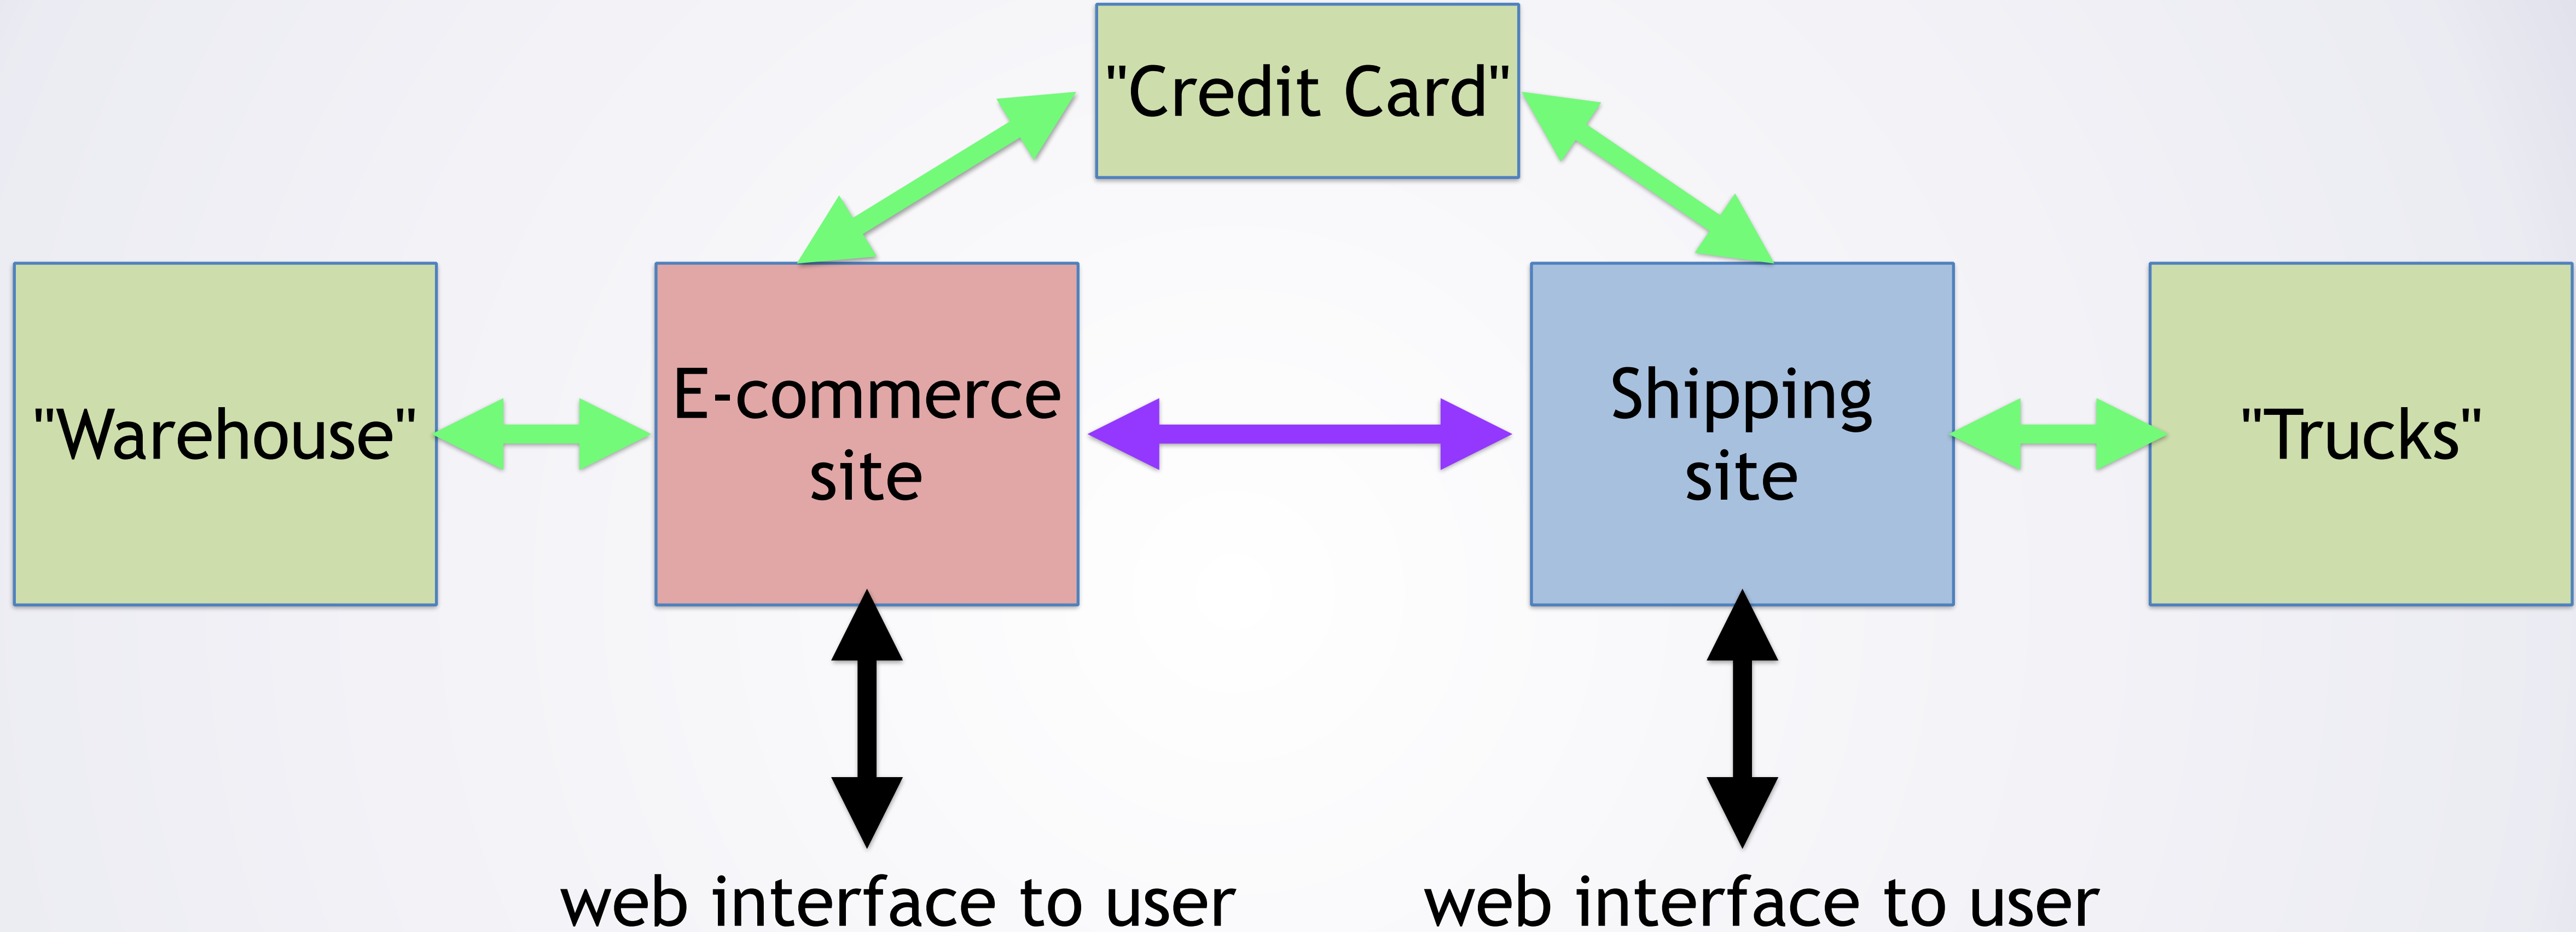 "Credit Card"
"Warehouse"
E-commerce
site
Shipping
site
"Trucks"
web interface to user
web interface to user